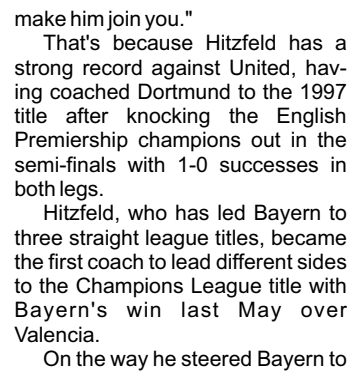 make him join you."
That's because Hitzfeld has a
strong record against United, hav-
ing coached Dortmund to the 1997
title after knocking the English
Premiership champions out in the
semi-finals with 1-0 successes in
both legs.
Hitzfeld, who has led Bayern to
three straight league titles, became
the first coach to lead different sides
to the Champions League title with
Bayern's win last May over
Valencia.
On the way he steered Bayern to